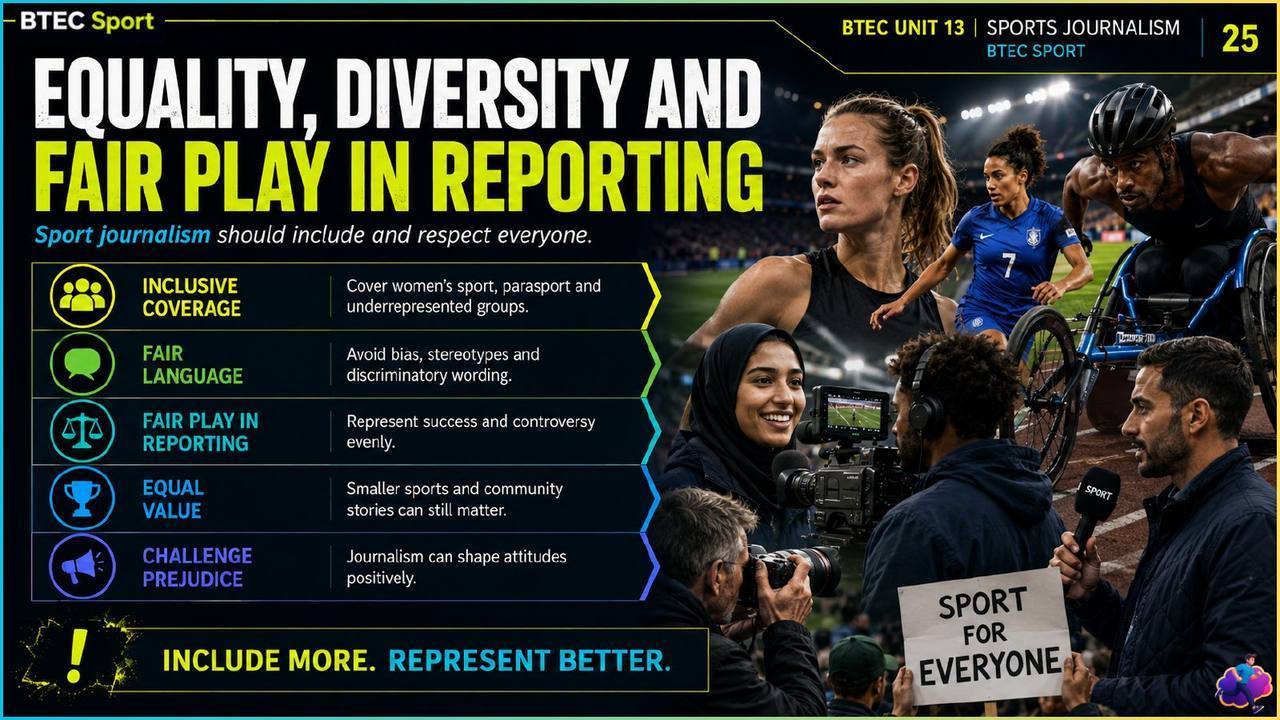 BTEC Sport
BTEC UNIT 13 | SPORTS JOURNALISM
BTEC SPORT
25
EQUALITY, DIVERSITY AND
FAIR PLAY IN REPORTING
Sport journalism should include and respect everyone.
INCLUSIVE
COVERAGE
Cover women's sport, parasport and
underrepresented groups.
FAIR
LANGUAGE
Avoid bias, stereotypes and
discriminatory wording.
FAIR PLAY IN
REPORTING
Represent success and controversy
evenly.
EQUAL
VALUE
Smaller sports and community
stories can still matter.
CHALLENGE
PREJUDICE
Journalism can shape attitudes
positively.
!
INCLUDE MORE. REPRESENT BETTER.
7
SPORT
SPORT
FOR
EVERYONE